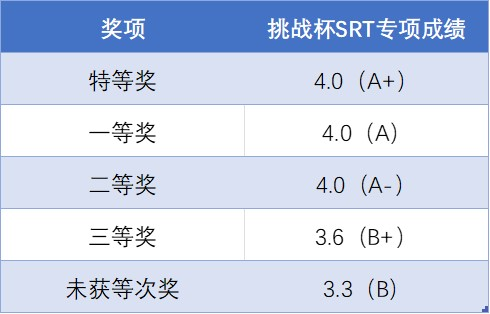 奖项 挑战杯SRT专项成绩
特等奖 4.0（A+）
一等奖 4.0（A）
二等奖 4.0（A-）
三等奖 3.6（B+）
未获等次奖 3.3（B）